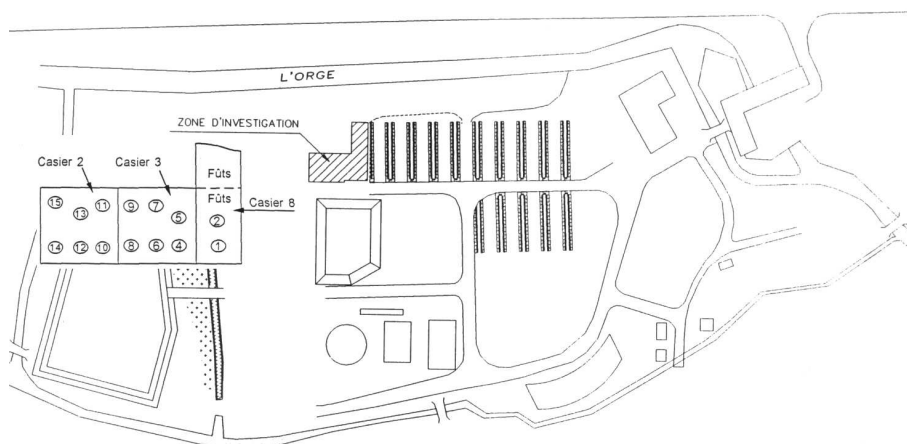 L'ORGE
ZONE D'INVESTIGATION
Casier 2
Casier 3
Fûts
Fûts
Casier 8
15
13
11
9
7
5
2
14
12
10
8
6
4
1